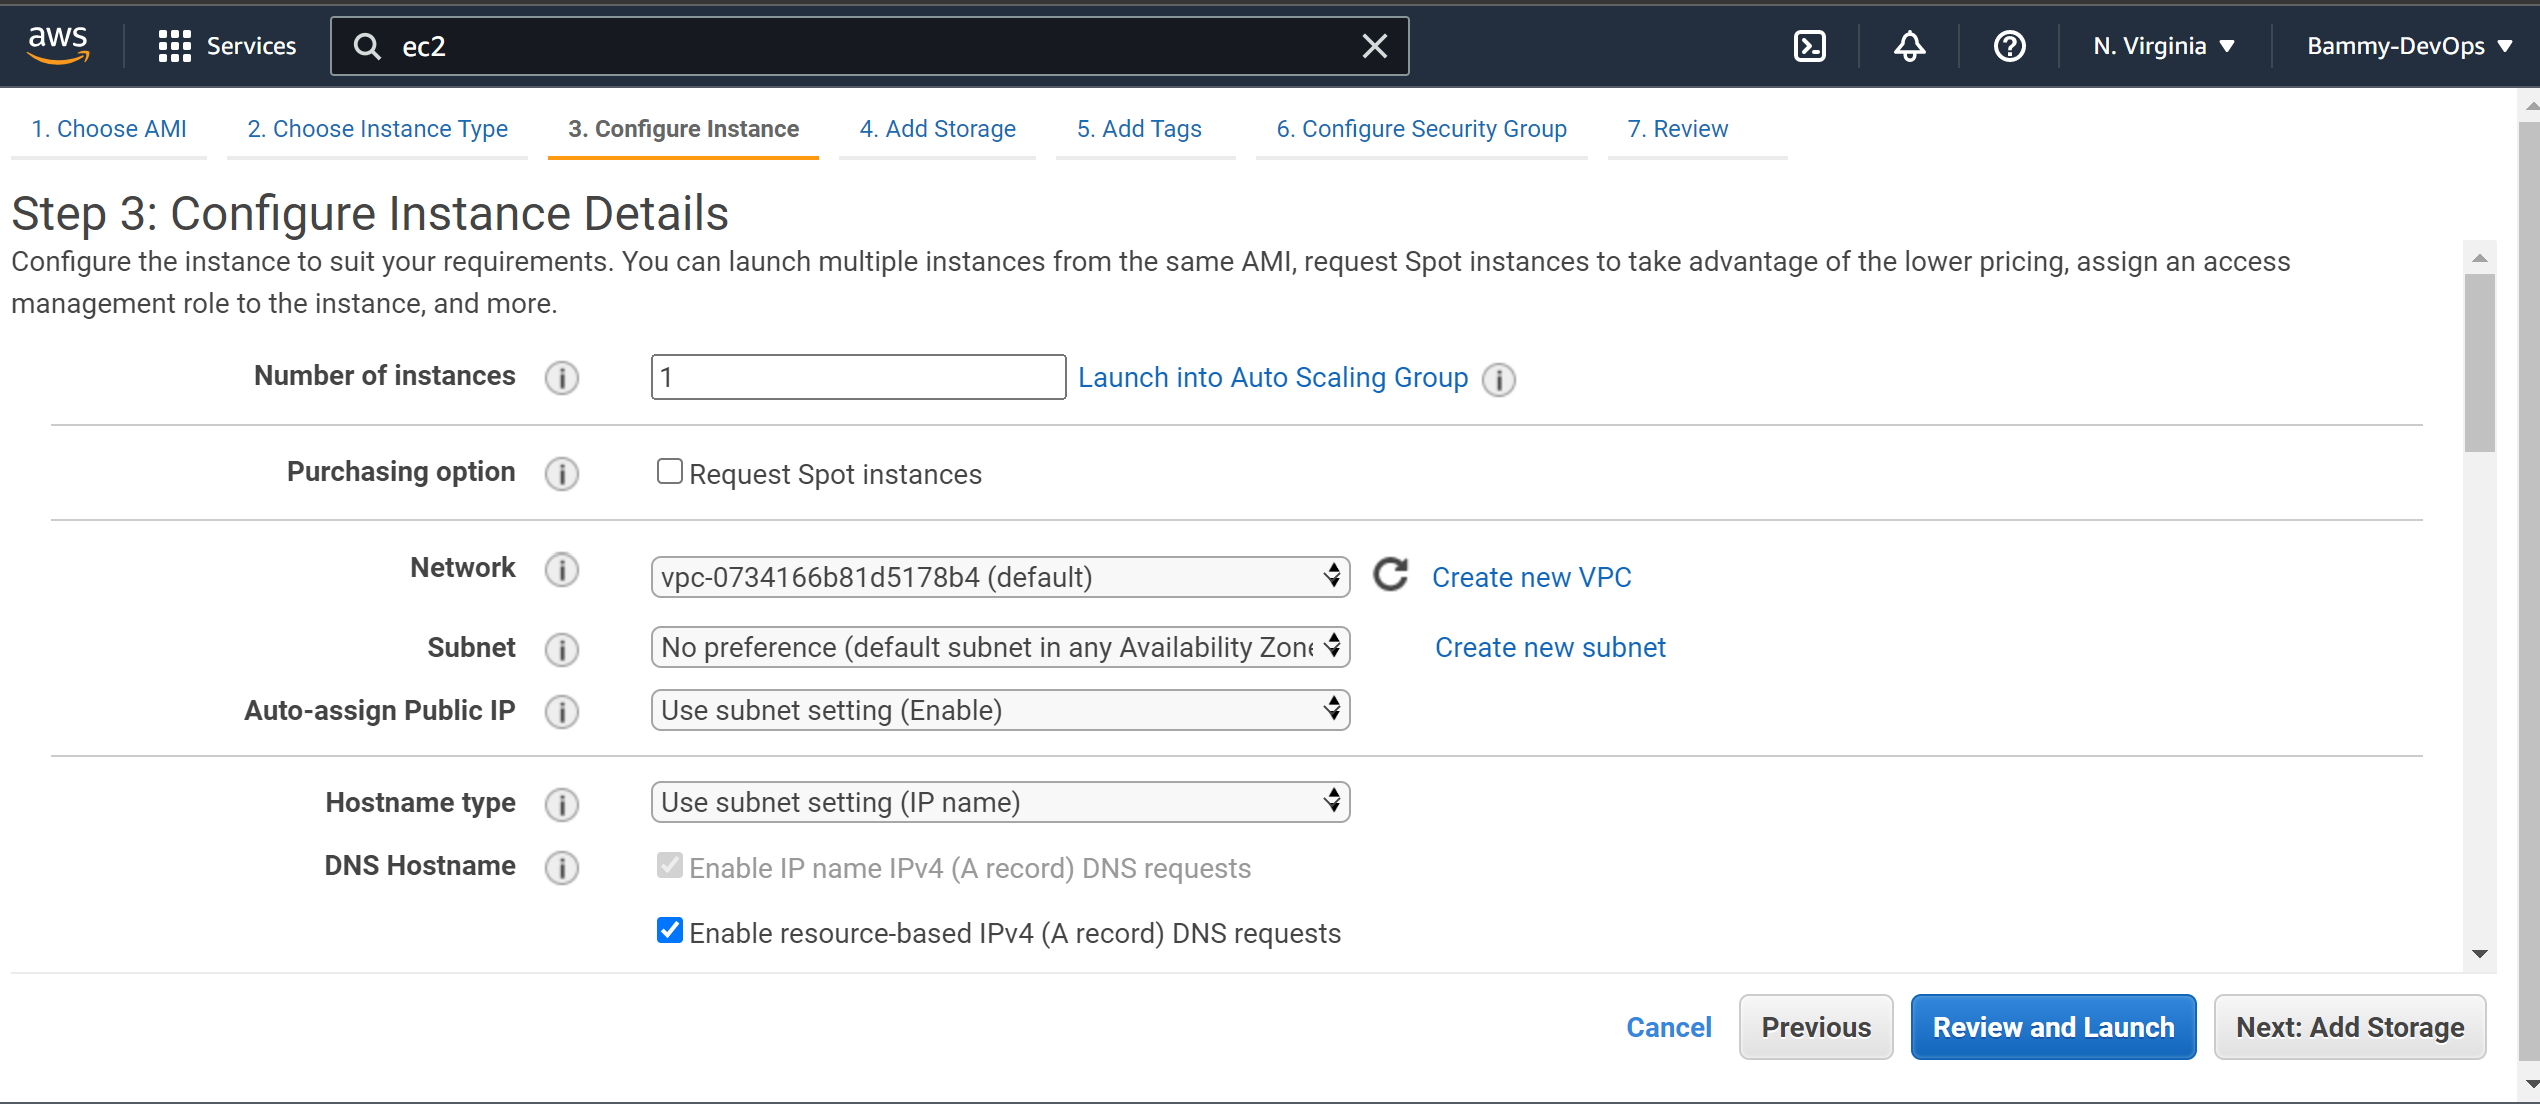 aws
Services
ec2
N. Virginia
Bammy-DevOps
1. Choose AMI
2. Choose Instance Type
3. Configure Instance
4. Add Storage
5. Add Tags
6. Configure Security Group
7. Review
Step 3: Configure Instance Details
Configure the instance to suit your requirements. You can launch multiple instances from the same AMI, request Spot instances to take advantage of the lower pricing, assign an access
management role to the instance, and more.
Number of instances
1
Launch into Auto Scaling Group
Purchasing option
Request Spot instances
Network
vpc-0734166b81d5178b4 (default)
Create new VPC
Subnet
No preference (default subnet in any Availability Zone
Create new subnet
Auto-assign Public IP
Use subnet setting (Enable)
Hostname type
Use subnet setting (IP name)
DNS Hostname
Enable IP name IPv4 (A record) DNS requests
Enable resource-based IPv4 (A record) DNS requests
Cancel
Previous
Review and Launch
Next: Add Storage